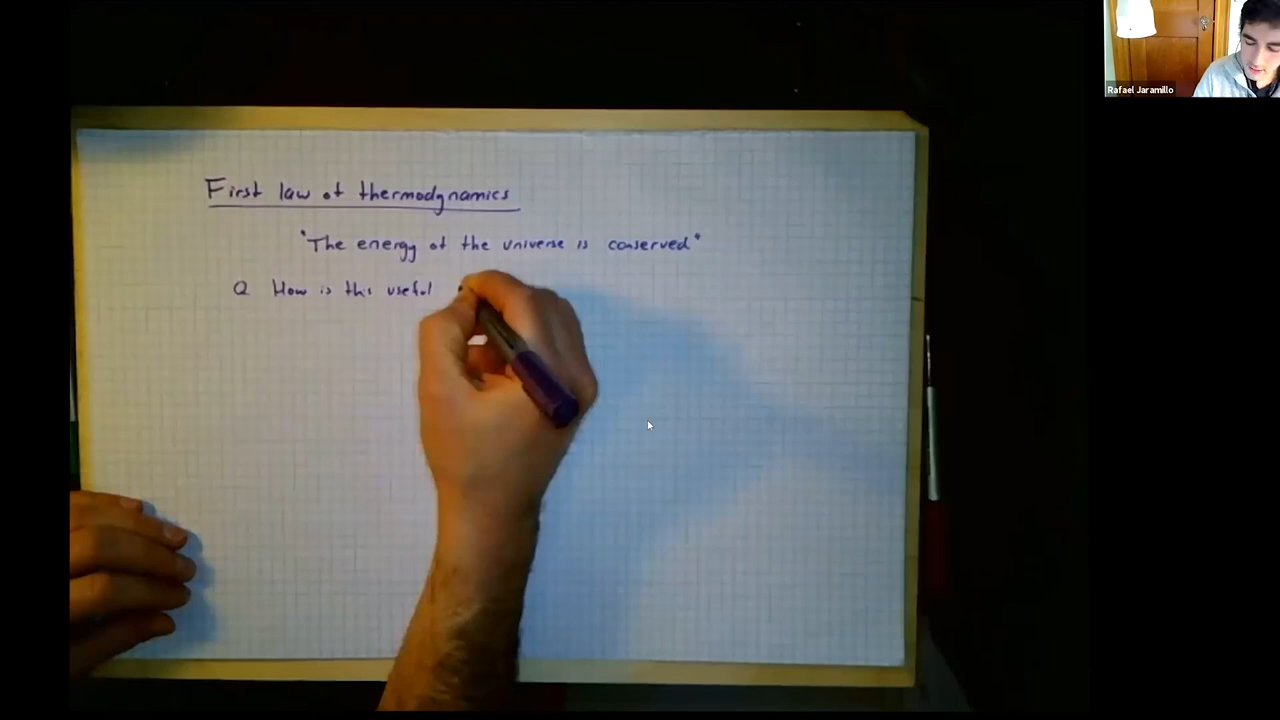 Rafael Jaramillo
First law of thermodynamics
"The energy of the universe is conserved"
Q. How is this useful